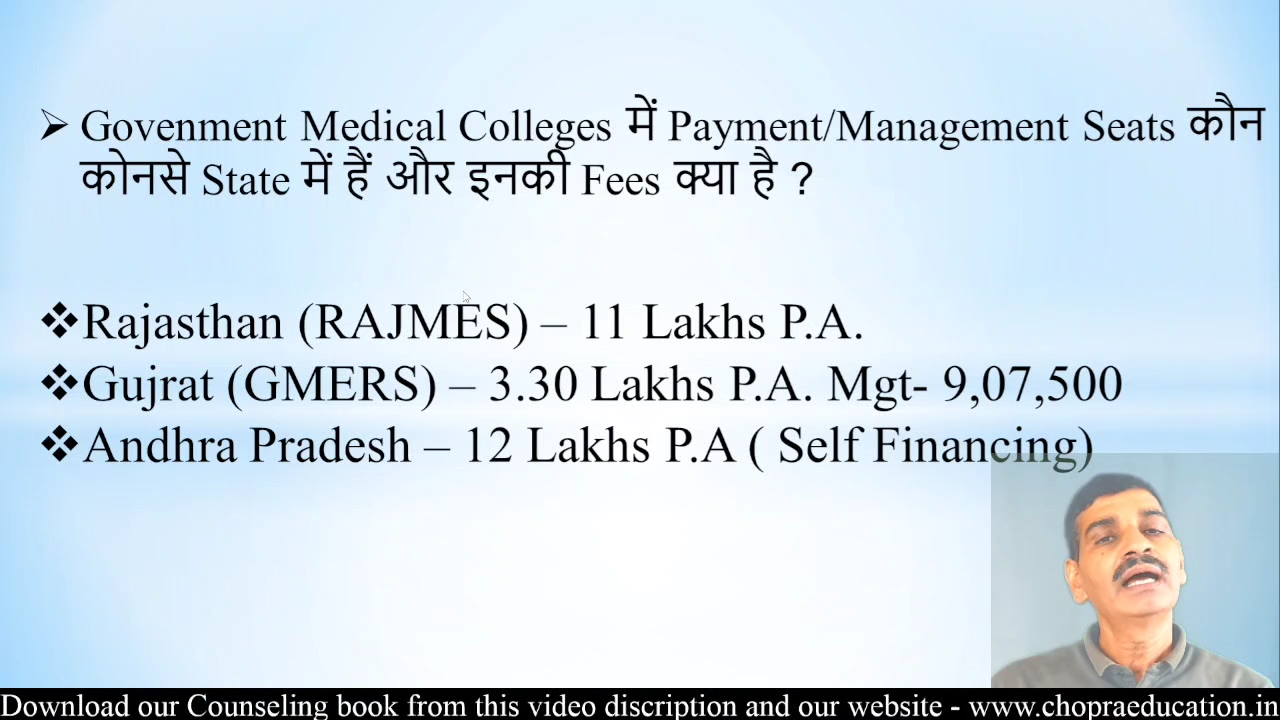 ➢ Govenment Medical Colleges में Payment/Management Seats कौन
कोनसे State में हैं और इनकी Fees क्या है ?
❖Rajasthan (RAJMES) – 11 Lakhs P.A.
❖Gujrat (GMERS) – 3.30 Lakhs P.A. Mgt- 9,07,500
❖Andhra Pradesh – 12 Lakhs P.A ( Self Financing)
Download our Counseling book from this video discription and our website - www.chopraeducation.in